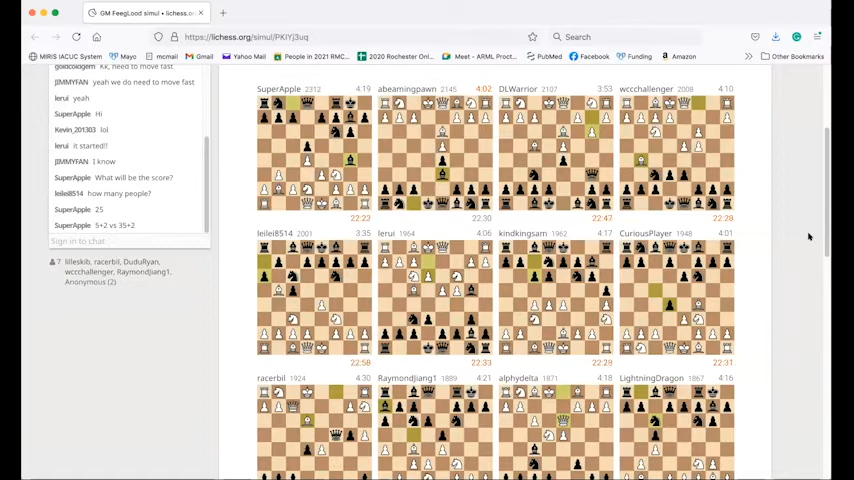 GM FeegLood simul • lichess.org
https://lichess.org/simul/PKIYj3uq
Search
MIRIS IACUC System
Mayo
mcmail
Gmail
Yahoo Mail
People in 2021 RMC...
2020 Rochester Onl...
Meet - ARML Proct...
PubMed
Facebook
Funding
Amazon
Other Bookmarks
goldcoldgem Kk, need to move fast
JIMMYFAN yeah we do need to move fast
lerui yeah
SuperApple Hi
Kevin_201303 lol
lerui it started!!
JIMMYFAN I know
SuperApple What will be the score?
leilei8514 how many people?
SuperApple 25
SuperApple 5+2 vs 35+2
Sign in to chat
7 lilleskib, racerbil, DuduRyan,
wccchallenger, RaymondJiang1,
Anonymous (2)
SuperApple 2312 4:19
abeamingpawn 2145 4:02
DLWarrior 2107 3:53
wccchallenger 2008 4:10
22:22
22:30
22:47
22:28
leilei8514 2001 3:35
lerui 1964 4:06
kindkingsam 1962 4:17
CuriousPlayer 1948 4:01
22:58
22:33
22:29
22:31
racerbil 1924 4:30
RaymondJiang1 1889 4:21
alphydelta 1871 4:18
LightningDragon 1867 4:16